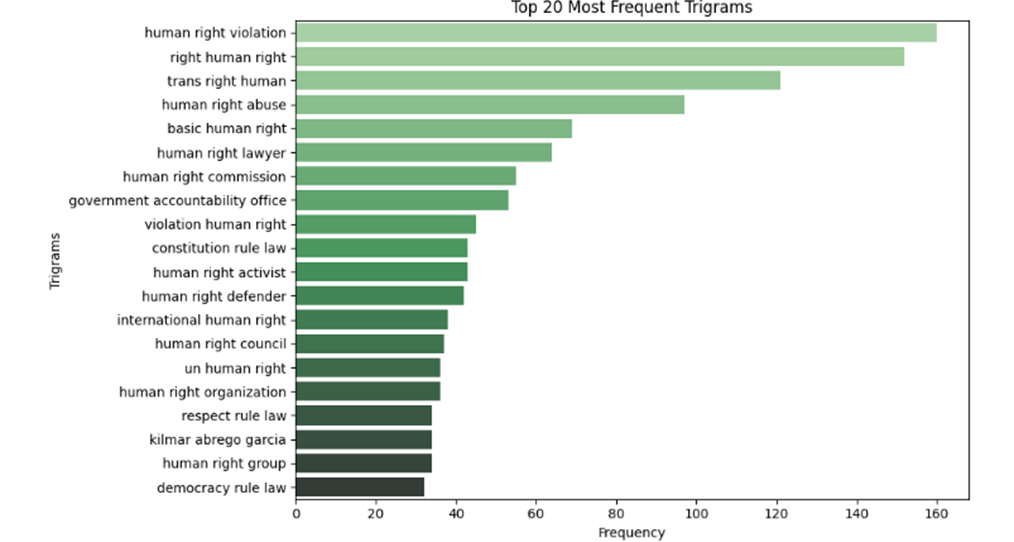 Top 20 Most Frequent Trigrams
human right violation
right human right
trans right human
human right abuse
basic human right
human right lawyer
human right commission
government accountability office
violation human right
constitution rule law
human right activist
human right defender
international human right
human right council
un human right
human right organization
respect rule law
kilmar abrego garcia
human right group
democracy rule law
Trigrams
0 20 40 60 80 100 120 140 160
Frequency